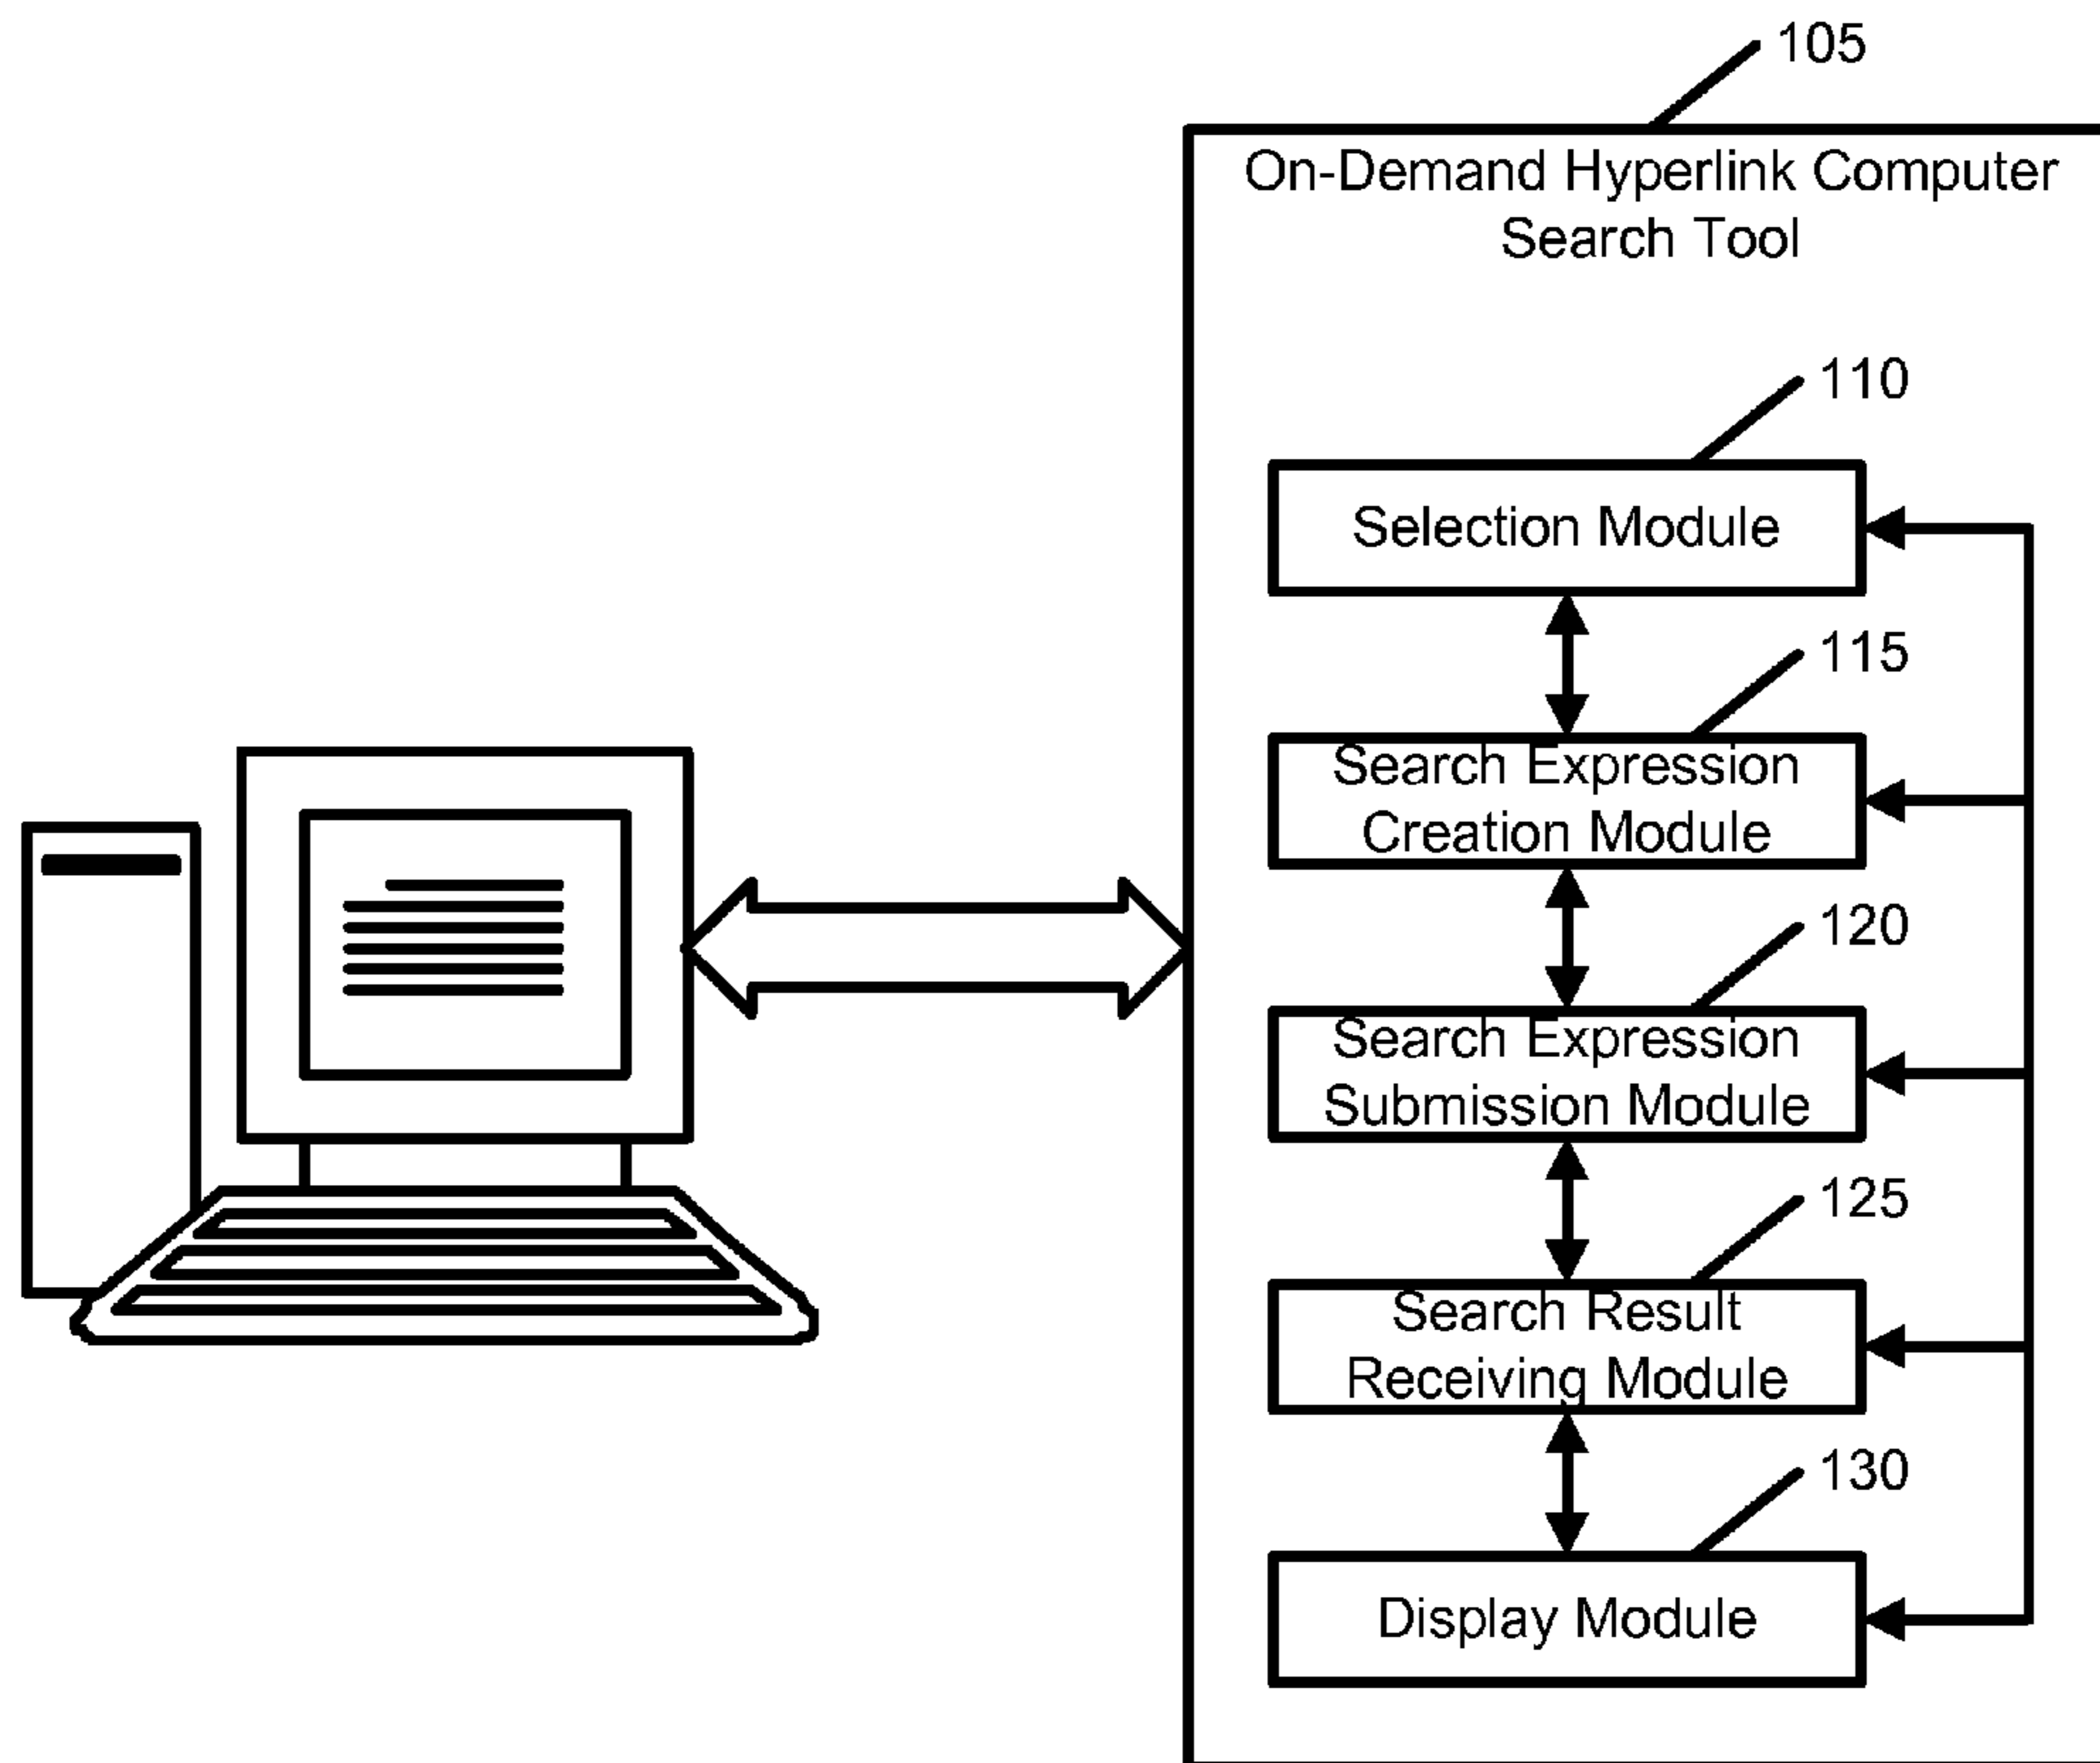 105
On-Demand Hyperlink Computer
Search Tool
110
Selection Module
115
Search Expression
Creation Module
120
Search Expression
Submission Module
125
Search Result
Receiving Module
130
Display Module